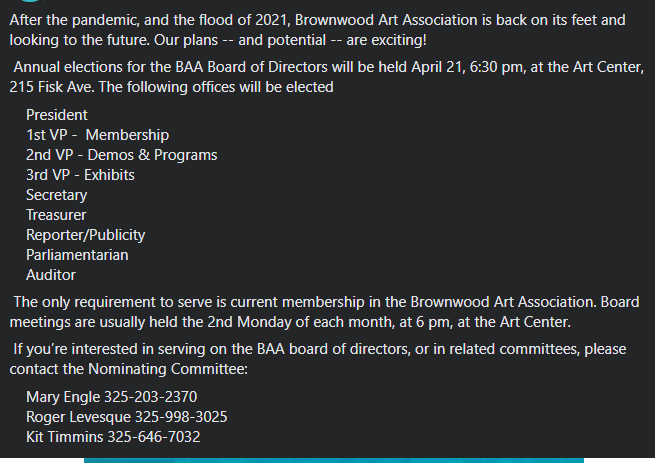 After the pandemic, and the flood of 2021, Brownwood Art Association is back on its feet and
looking to the future. Our plans -- and potential -- are exciting!
Annual elections for the BAA Board of Directors will be held April 21, 6:30 pm, at the Art Center,
215 Fisk Ave. The following offices will be elected
President
1st VP - Membership
2nd VP - Demos & Programs
3rd VP - Exhibits
Secretary
Treasurer
Reporter/Publicity
Parliamentarian
Auditor
The only requirement to serve is current membership in the Brownwood Art Association. Board
meetings are usually held the 2nd Monday of each month, at 6 pm, at the Art Center.
If you’re interested in serving on the BAA board of directors, or in related committees, please
contact the Nominating Committee:
Mary Engle 325-203-2370
Roger Levesque 325-998-3025
Kit Timmins 325-646-7032